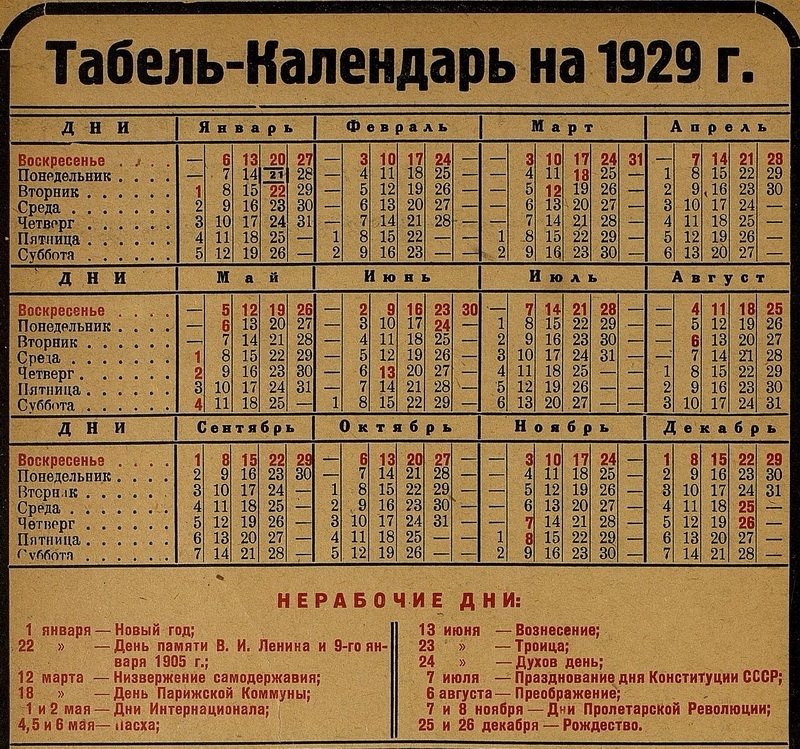 Табель-Календарь на 1929 г.
ДНИ Январь Февраль Март Апрель
Воскресенье — 6 13 20 27 — 3 10 17 24 — — 3 10 17 24 31 — 7 14 21 28
Понедельник — 7 14 21 28 — 4 11 18 25 — — 4 11 18 25 — 1 8 15 22 29
Вторник 1 8 15 22 29 — 5 12 19 26 — — 5 12 19 26 — 2 9 16 23 30
Среда 2 9 16 23 30 — 6 13 20 27 — — 6 13 20 27 — 3 10 17 24 —
Четверг 3 10 17 24 31 — 7 14 21 28 — — 7 14 21 28 — 4 11 18 25 —
Пятница 4 11 18 25 — 1 8 15 22 — — 1 8 15 22 29 — 5 12 19 26 —
Суббота 5 12 19 26 — 2 9 16 23 — — 2 9 16 23 30 — 6 13 20 27 —
ДНИ Май Июнь Июль Август
Воскресенье — 5 12 19 26 — 2 9 16 23 30 — 7 14 21 28 — 4 11 18 25
Понедельник — 6 13 20 27 — 3 10 17 24 — 1 8 15 22 29 — 5 12 19 26
Вторник — 7 14 21 28 — 4 11 18 25 — 2 9 16 23 30 — 6 13 20 27
Среда 1 8 15 22 29 — 5 12 19 26 — 3 10 17 24 31 — 7 14 21 28
Четверг 2 9 16 23 30 — 6 13 20 27 — 4 11 18 25 — 1 8 15 22 29
Пятница 3 10 17 24 31 — 7 14 21 28 — 5 12 19 26 — 2 9 16 23 30
Суббота 4 11 18 25 — 1 8 15 22 29 — 6 13 20 27 — 3 10 17 24 31
ДНИ Сентябрь Октябрь Ноябрь Декабрь
Воскресенье 1 8 15 22 29 — 6 13 20 27 — 3 10 17 24 — 1 8 15 22 29
Понедельник 2 9 16 23 30 — 7 14 21 28 — 4 11 18 25 — 2 9 16 23 30
Вторник 3 10 17 24 — 1 8 15 22 29 — 5 12 19 26 — 3 10 17 24 31
Среда 4 11 18 25 — 2 9 16 23 30 — 6 13 20 27 — 4 11 18 25 —
Четверг 5 12 19 26 — 3 10 17 24 31 — 7 14 21 28 — 5 12 19 26 —
Пятница 6 13 20 27 — 4 11 18 25 — 1 8 15 22 29 — 6 13 20 27 —
Суббота 7 14 21 28 — 5 12 19 26 — 2 9 16 23 30 — 7 14 21 28 —
НЕРАБОЧИЕ ДНИ:
1 января — Новый год;
22 » — День памяти В. И. Ленина и 9-го ян-
варя 1905 г.;
12 марта — Низвержение самодержавия;
18 » — День Парижской Коммуны;
1 и 2 мая — Дни Интернационала;
4,5 и 6 мая — Пасха;
13 июня — Вознесение;
23 » — Троица;
24 » — Духов день;
7 июля — Празднование дня Конституции СССР;
6 августа — Преображение;
7 и 8 ноября — Дни Пролетарской Революции;
25 и 26 декабря — Рождество.